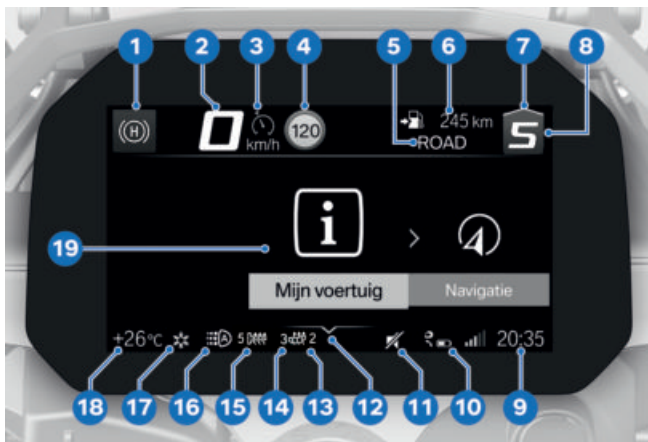 1 2 3 4 5 6 7 8
(H) 0 km/h 120 245 km S
ROAD
i
19
Mijn voertuig Navigatie
+26°C A 5 3 2 20:35
18 17 16 15 14 13 12 11 10 9